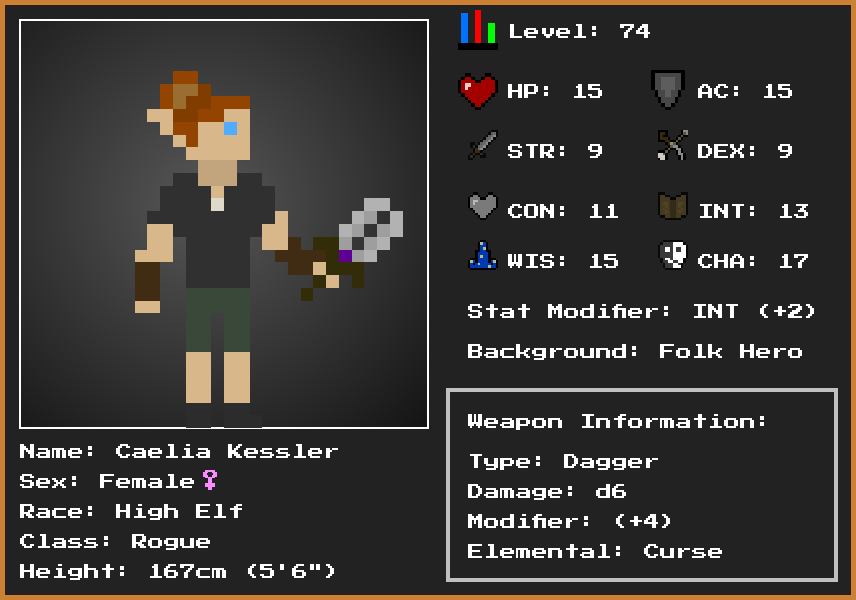 Level: 74
HP: 15 AC: 15
STR: 9 DEX: 9
CON: 11 INT: 13
WIS: 15 CHA: 17
Stat Modifier: INT (+2)
Background: Folk Hero
Weapon Information:
Type: Dagger
Damage: d6
Modifier: (+4)
Elemental: Curse
Name: Caelia Kessler
Sex: Female♀
Race: High Elf
Class: Rogue
Height: 167cm (5'6")